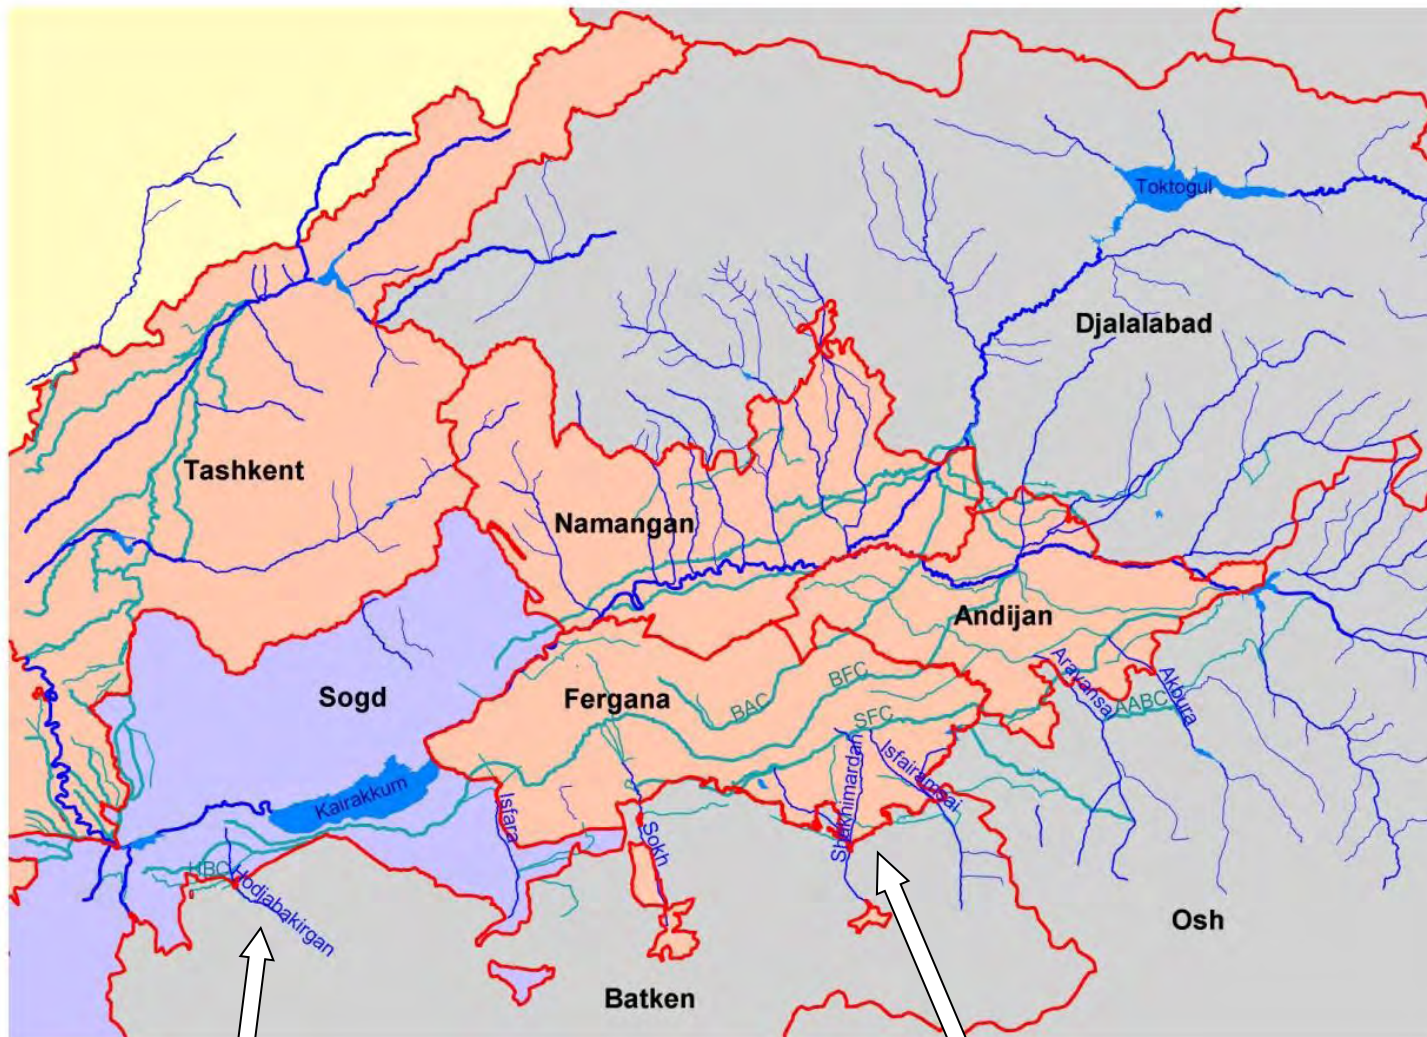 Toktogul
Djalalabad
Tashkent
Namangan
Andijan
Aravansai
Akbura
Sogd
Fergana
BAC
BFC
SFC
AABC
Isfairamsai
Shakhimardan
Kairakkum
Isfara
Sokh
HBC
Hodjabakirgan
Osh
Batken